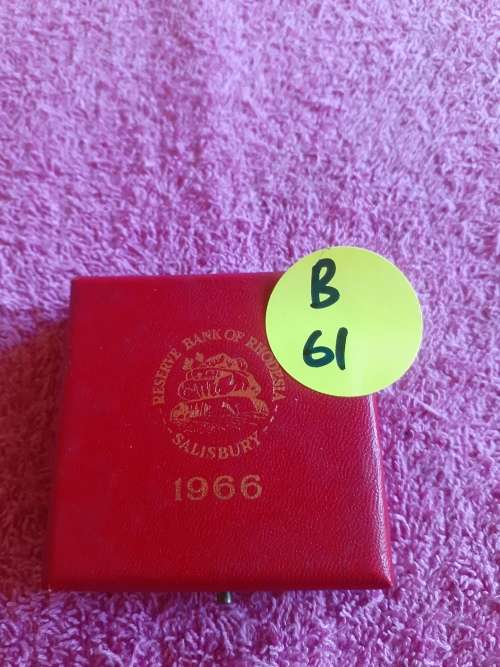 B
61
RESERVE BANK OF RHODESIA
SALISBURY
1966